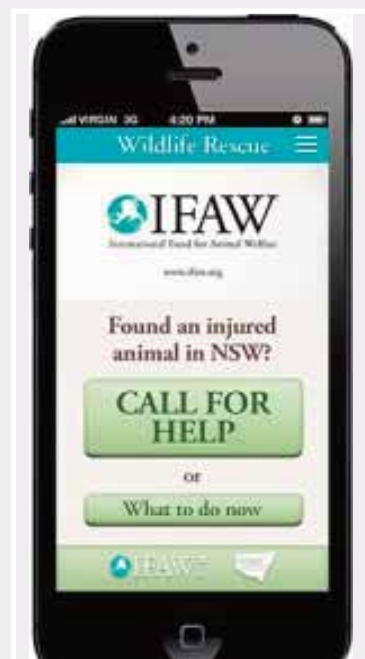 VIRGIN 3G 4:20 PM
Wildlife Rescue
IFAW
International Fund for Animal Welfare
www.ifaw.org
Found an injured
animal in NSW?
CALL FOR
HELP
or
What to do now
IFAW